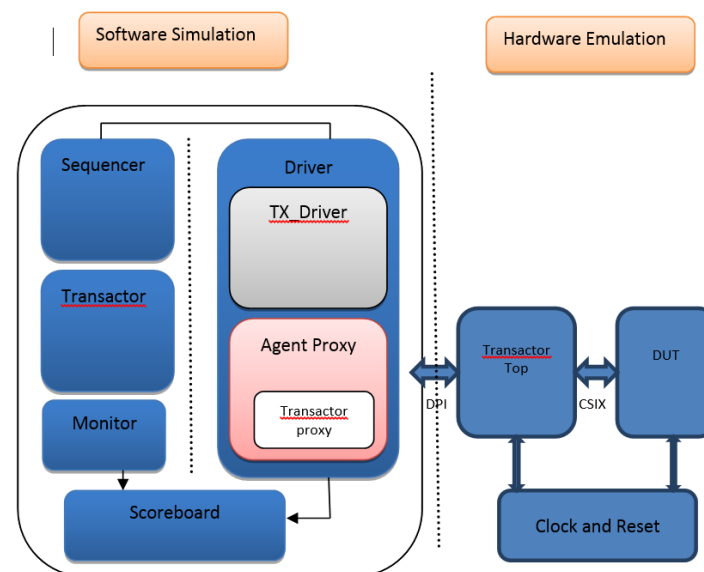 Software Simulation
Hardware Emulation
Sequencer
Driver
TX_Driver
Transactor
Agent Proxy
Transactor
proxy
Monitor
Scoreboard
DPI
Transactor
Top
CSIX
DUT
Clock and Reset